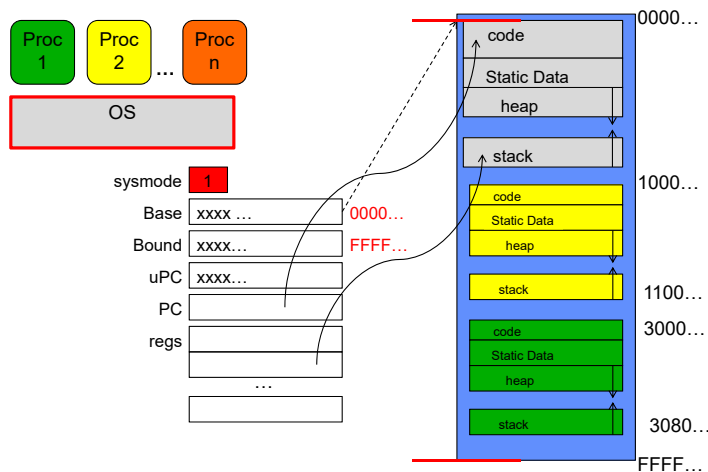 Proc
1
Proc
2
...
Proc
n
OS
sysmode
1
Base
xxxx ...
0000...
Bound
xxxx...
FFFF...
uPC
xxxx...
PC
regs
...
0000...
code
Static Data
heap
stack
1000...
code
Static Data
heap
stack
1100...
3000...
code
Static Data
heap
stack
3080...
FFFF...